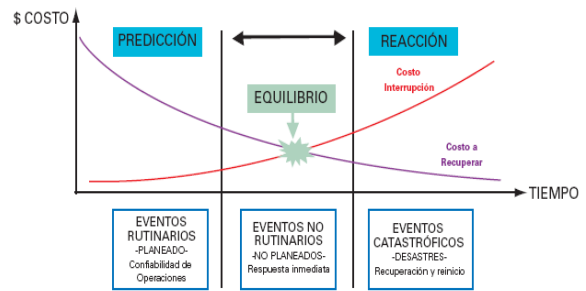 $ COSTO
PREDICCIÓN
REACCIÓN
Costo
Interrupción
EQUILIBRIO
Costo a
Recuperar
TIEMPO
EVENTOS
RUTINARIOS
-PLANEADO-
Confiabilidad de
Operaciones
EVENTOS NO
RUTINARIOS
-NO PLANEADOS-
Respuesta inmediata
EVENTOS
CATASTRÓFICOS
-DESASTRES-
Recuperación y reinicio